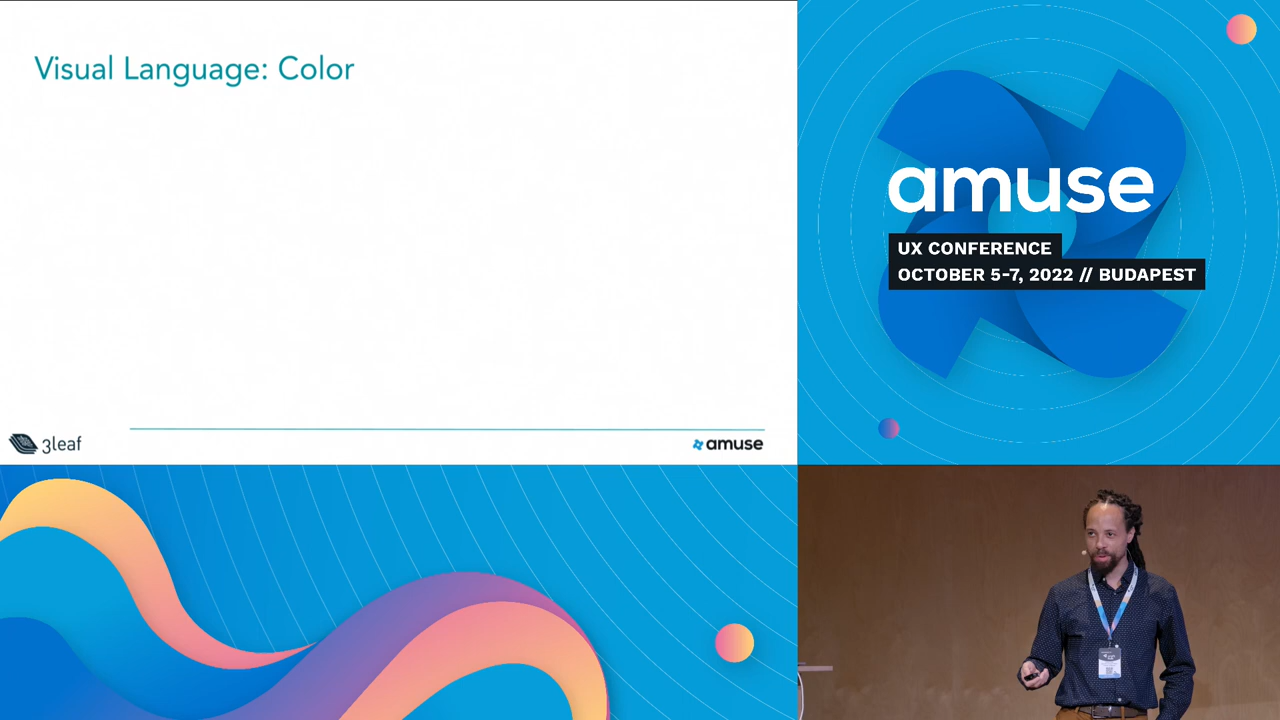 Visual Language: Color
3leaf
amuse
amuse
UX CONFERENCE
OCTOBER 5-7, 2022 // BUDAPEST